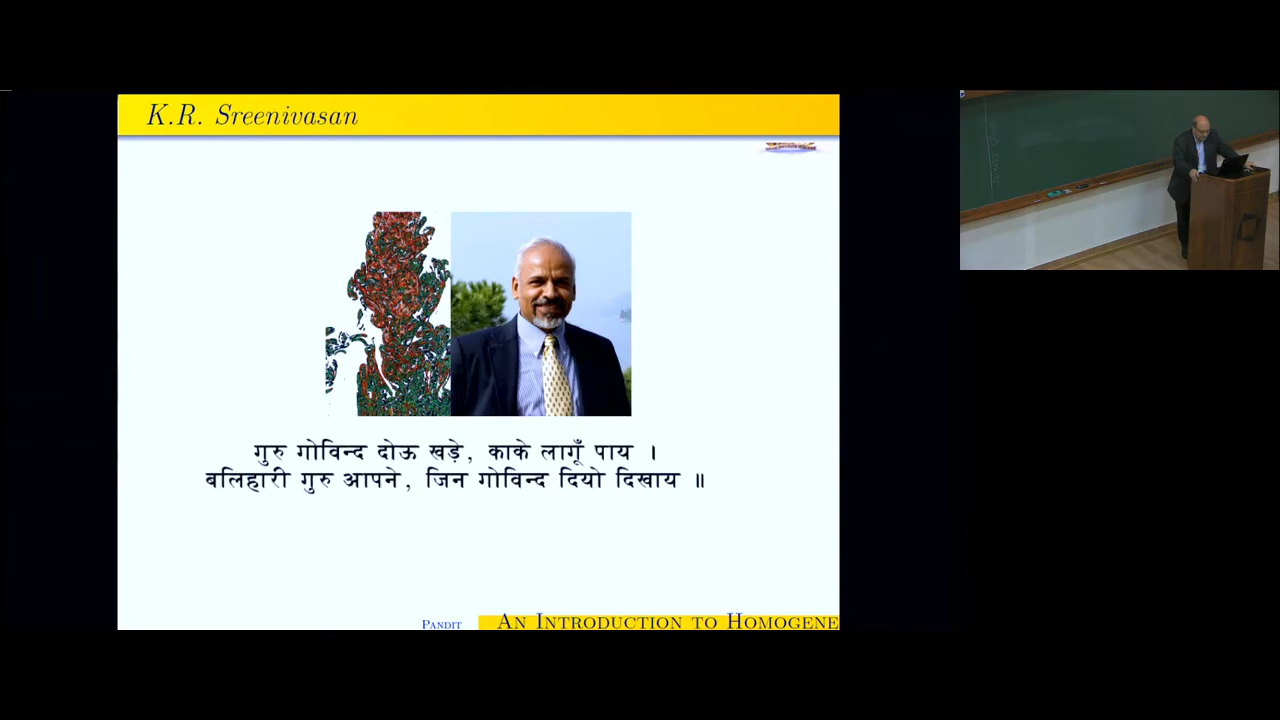 K.R. Sreenivasan
गुरु गोविन्द दोऊ खड़े, काके लागूँ पाय ।
बलिहारी गुरु आपने, जिन गोविन्द दियो दिखाय ॥
PANDIT
AN INTRODUCTION TO HOMOGENE